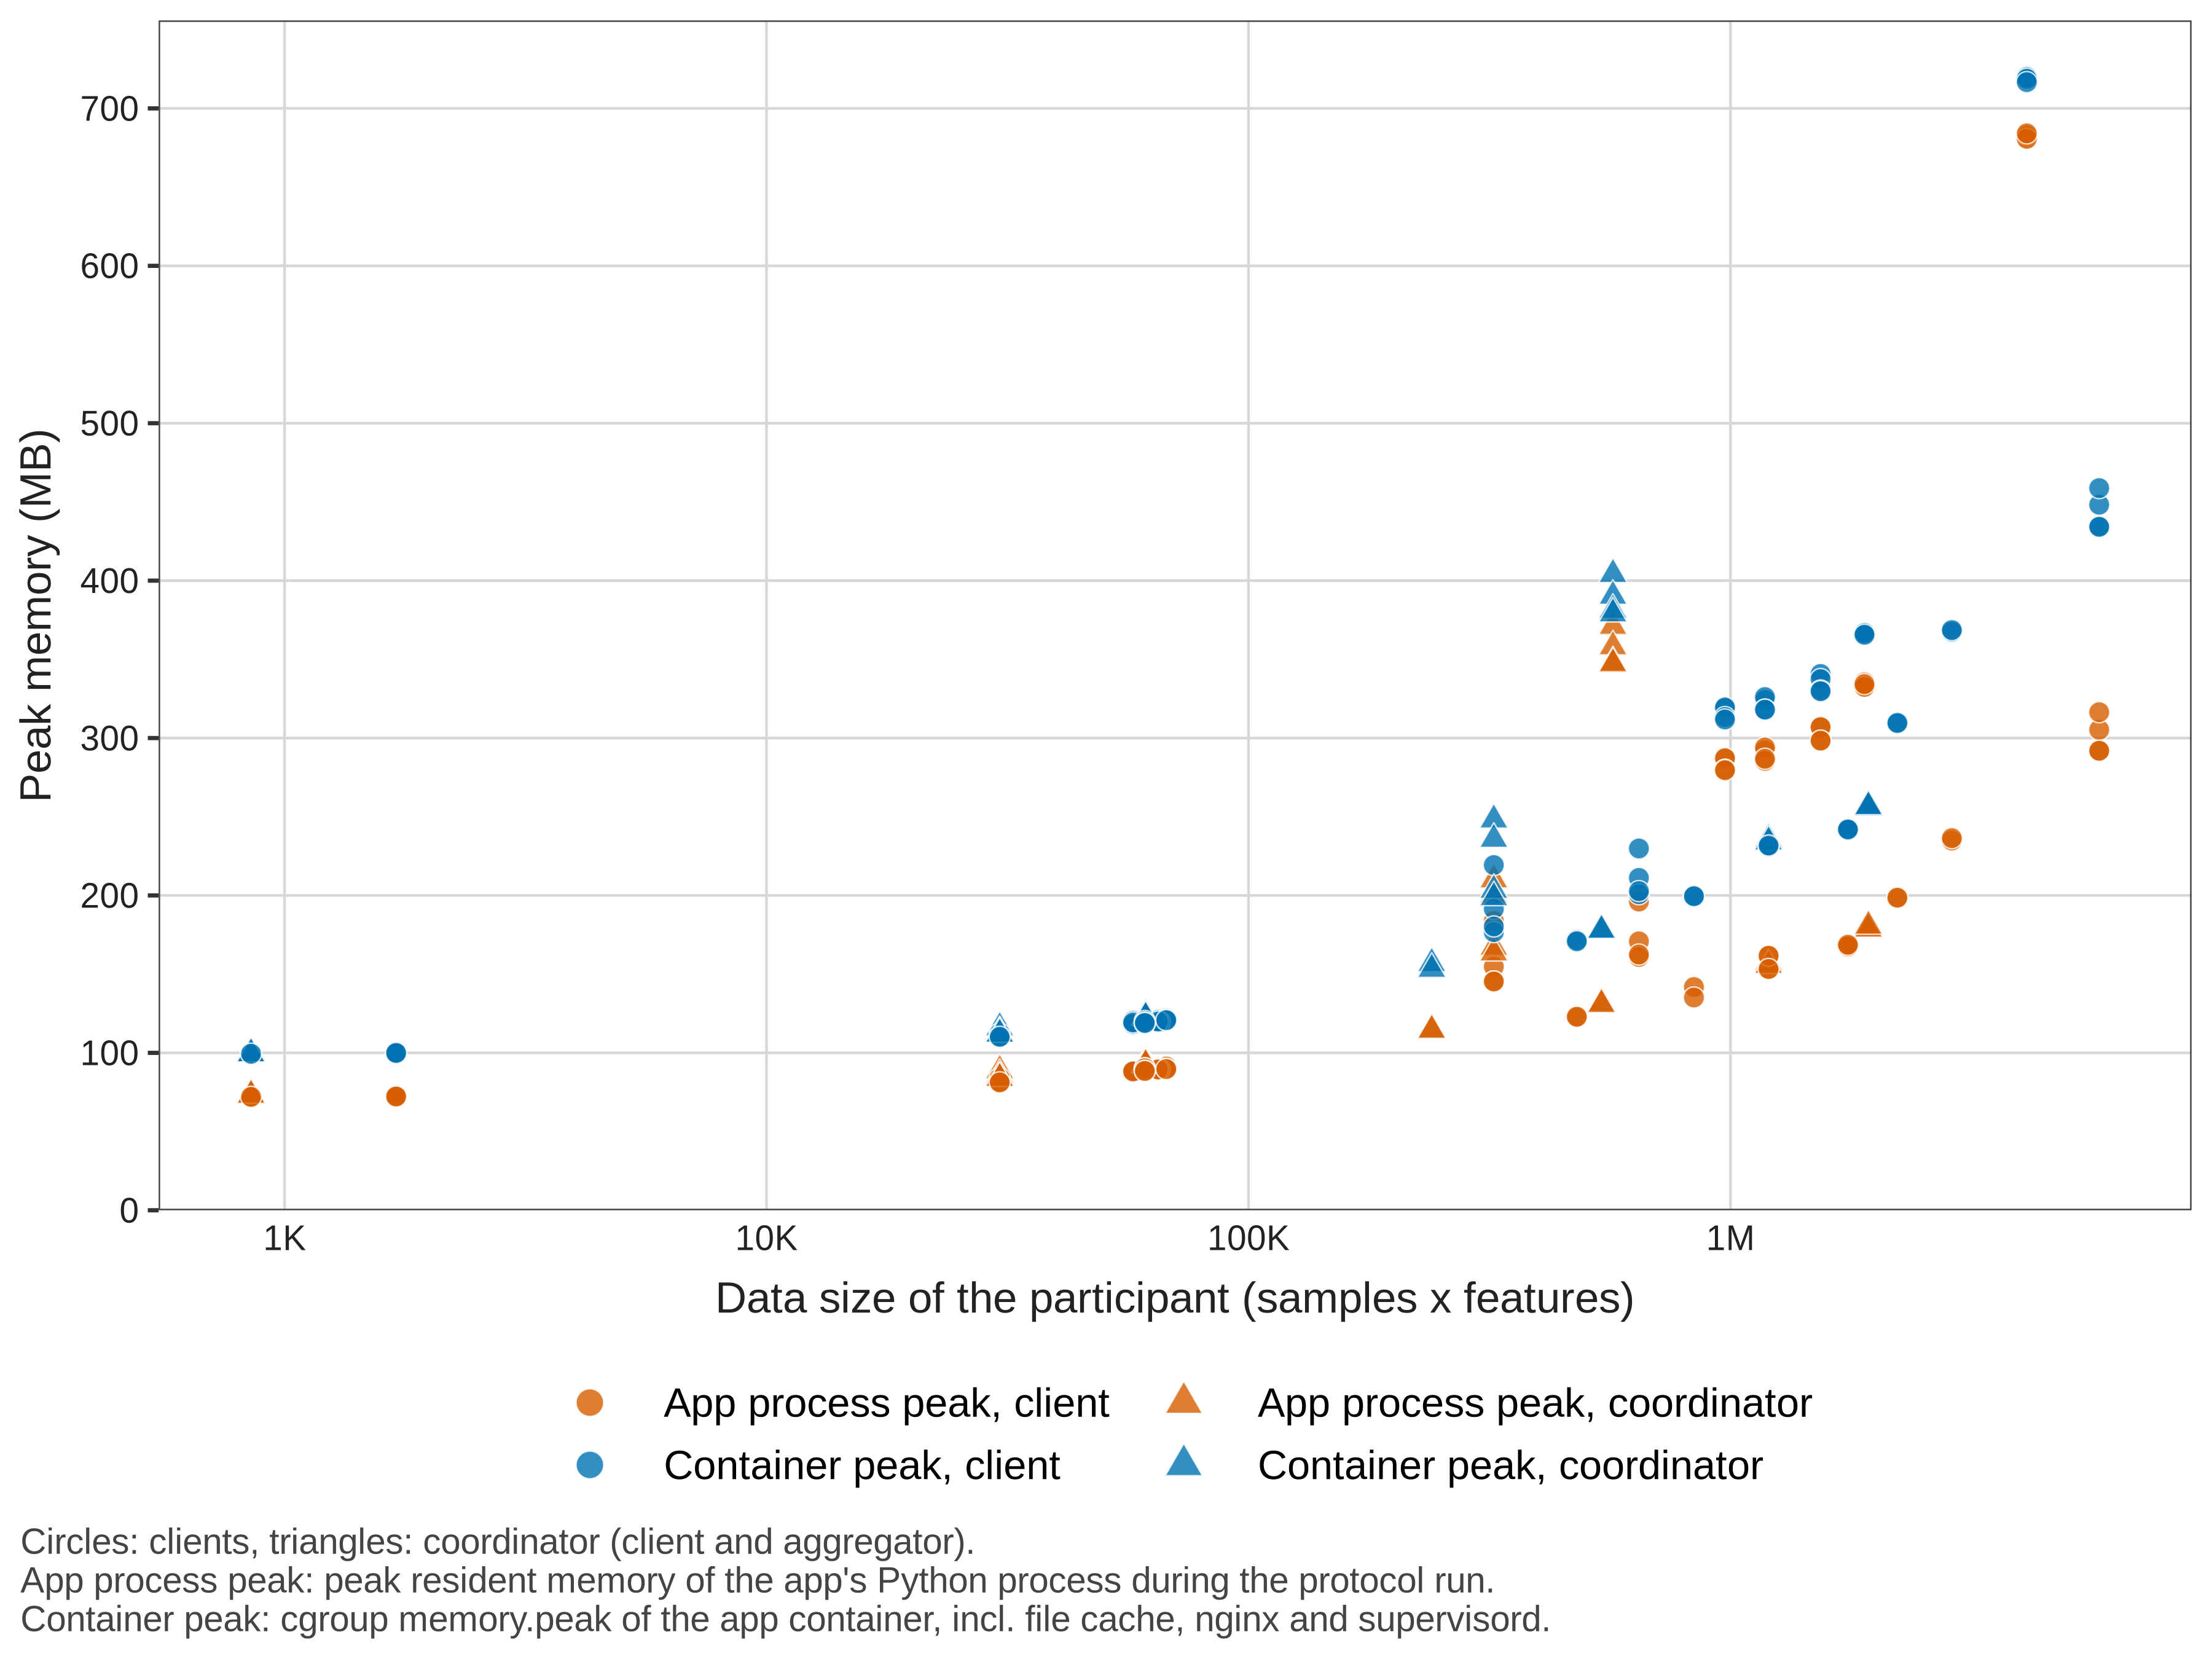 Peak memory (MB)
700
600
500
400
300
200
100
0
1K 10K 100K 1M
Data size of the participant (samples x features)
App process peak, client
App process peak, coordinator
Container peak, client
Container peak, coordinator
Circles: clients, triangles: coordinator (client and aggregator).
App process peak: peak resident memory of the app's Python process during the protocol run.
Container peak: cgroup memory.peak of the app container, incl. file cache, nginx and supervisord.